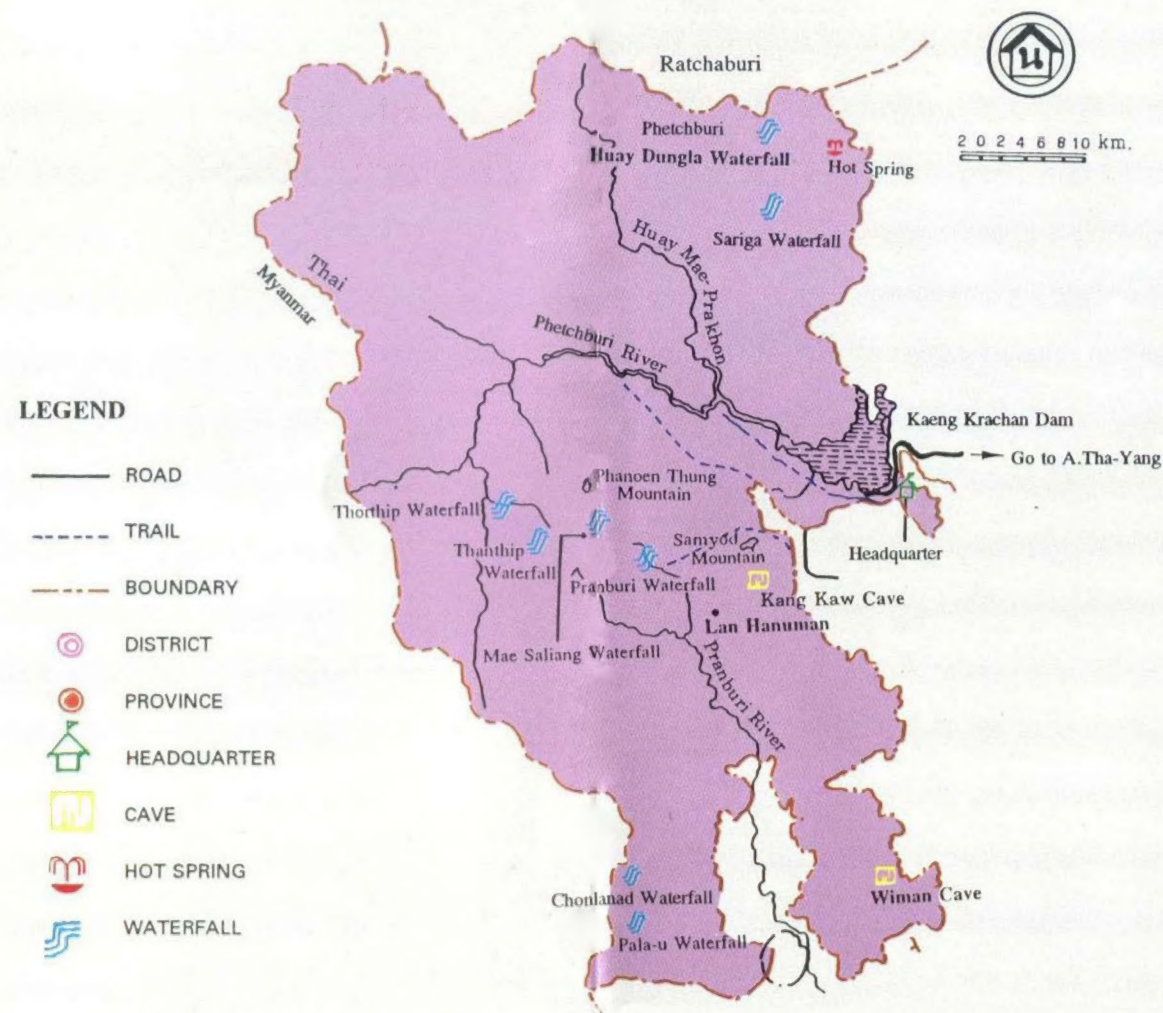 Ratchaburi
น
Phetchburi
Huay Dungla Waterfall
Hot Spring
2 0 2 4 6 8 10 km.
Sariga Waterfall
Huay Mae-Prakhon
Thai
Myanmar
Phetchburi River
LEGEND
ROAD
TRAIL
BOUNDARY
DISTRICT
PROVINCE
HEADQUARTER
CAVE
HOT SPRING
WATERFALL
Kaeng Krachan Dam
Go to A.Tha-Yang
Phanoen Thung
Mountain
Thorthip Waterfall
Thanthip
Waterfall
Samyod
Mountain
Headquarter
Pranburi Waterfall
Kang Kaw Cave
Lan Hanuman
Mae Saliang Waterfall
Pranburi River
Chonlanad Waterfall
Wiman Cave
Pala-u Waterfall